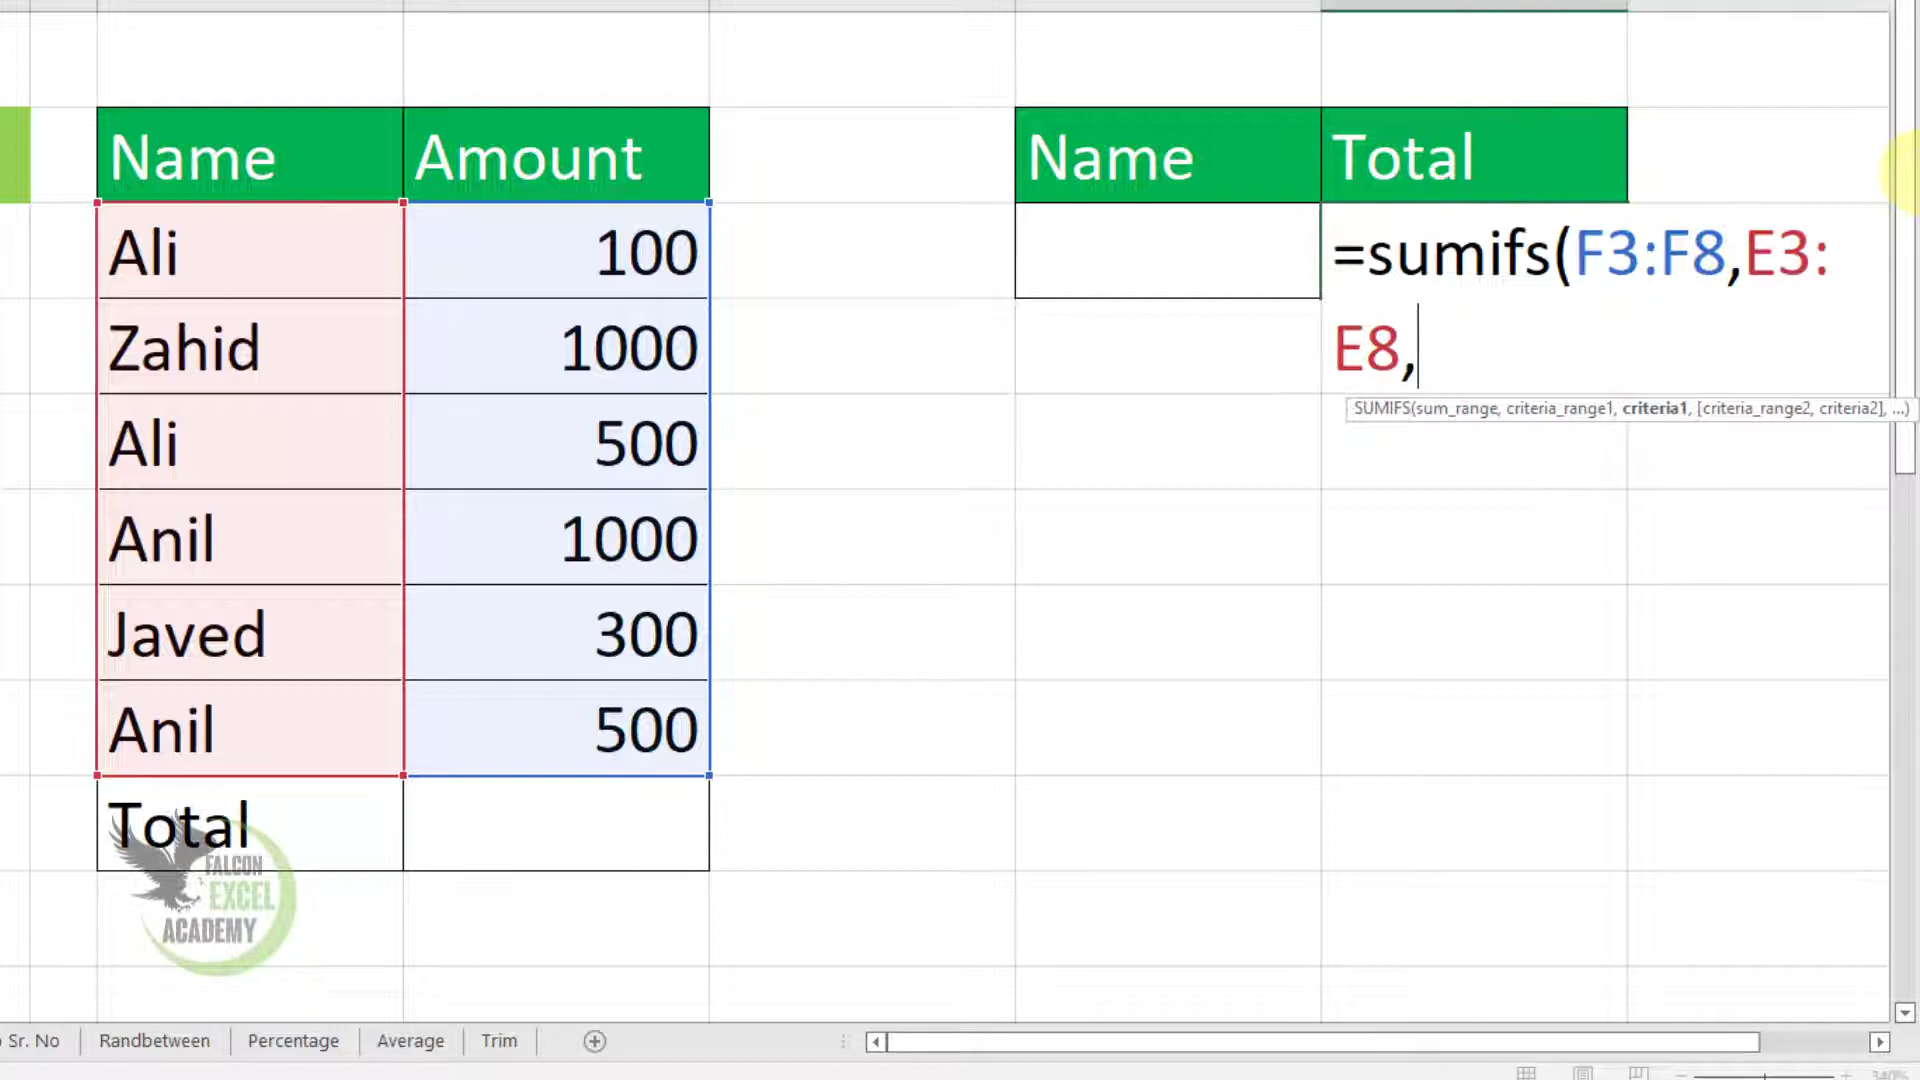 Name Amount
Ali 100
Zahid 1000
Ali 500
Anil 1000
Javed 300
Anil 500
Total
Name Total
=sumifs(F3:F8,E3:
E8,
SUMIFS(sum_range, criteria_range1, criteria1, [criteria_range2, criteria2], ...)
FALCON
EXCEL
ACADEMY
Sr. No Randbetween Percentage Average Trim
340%